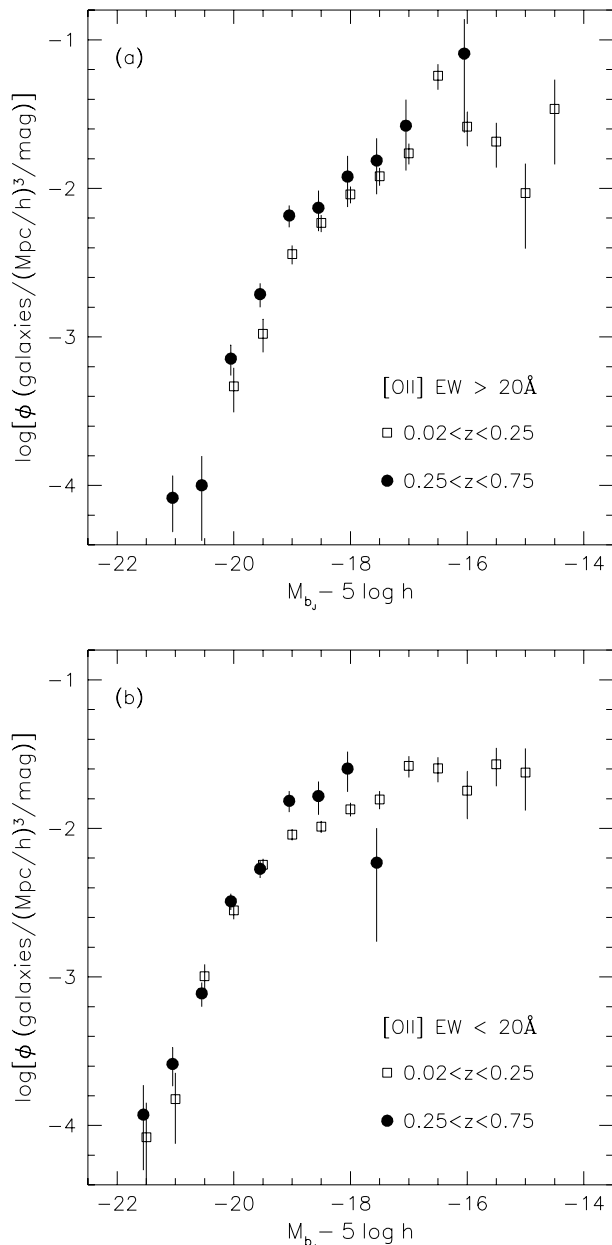 (a)
−1
−2
−3
−4
log[ϕ (galaxies/(Mpc/h)³/mag)]
[OII] EW > 20Å
0.02<z<0.25
0.25<z<0.75
−22 −20 −18 −16 −14
M_bJ − 5 log h
(b)
−1
−2
−3
−4
log[ϕ (galaxies/(Mpc/h)³/mag)]
[OII] EW < 20Å
0.02<z<0.25
0.25<z<0.75
−22 −20 −18 −16 −14
M_b − 5 log h